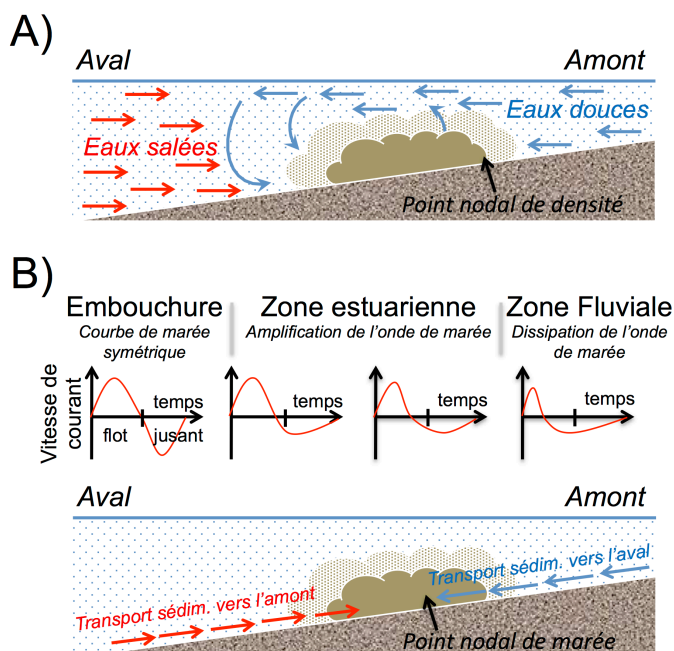 A)
Aval
Amont
Eaux douces
Eaux salées
Point nodal de densité
B)
Embouchure
Courbe de marée
symétrique
Zone estuarienne
Amplification de l'onde de marée
Zone Fluviale
Dissipation de l'onde
de marée
Vitesse de
courant
temps
flot
jusant
temps
temps
temps
Aval
Amont
Transport sédim. vers l'aval
Transport sédim. vers l'amont
Point nodal de marée